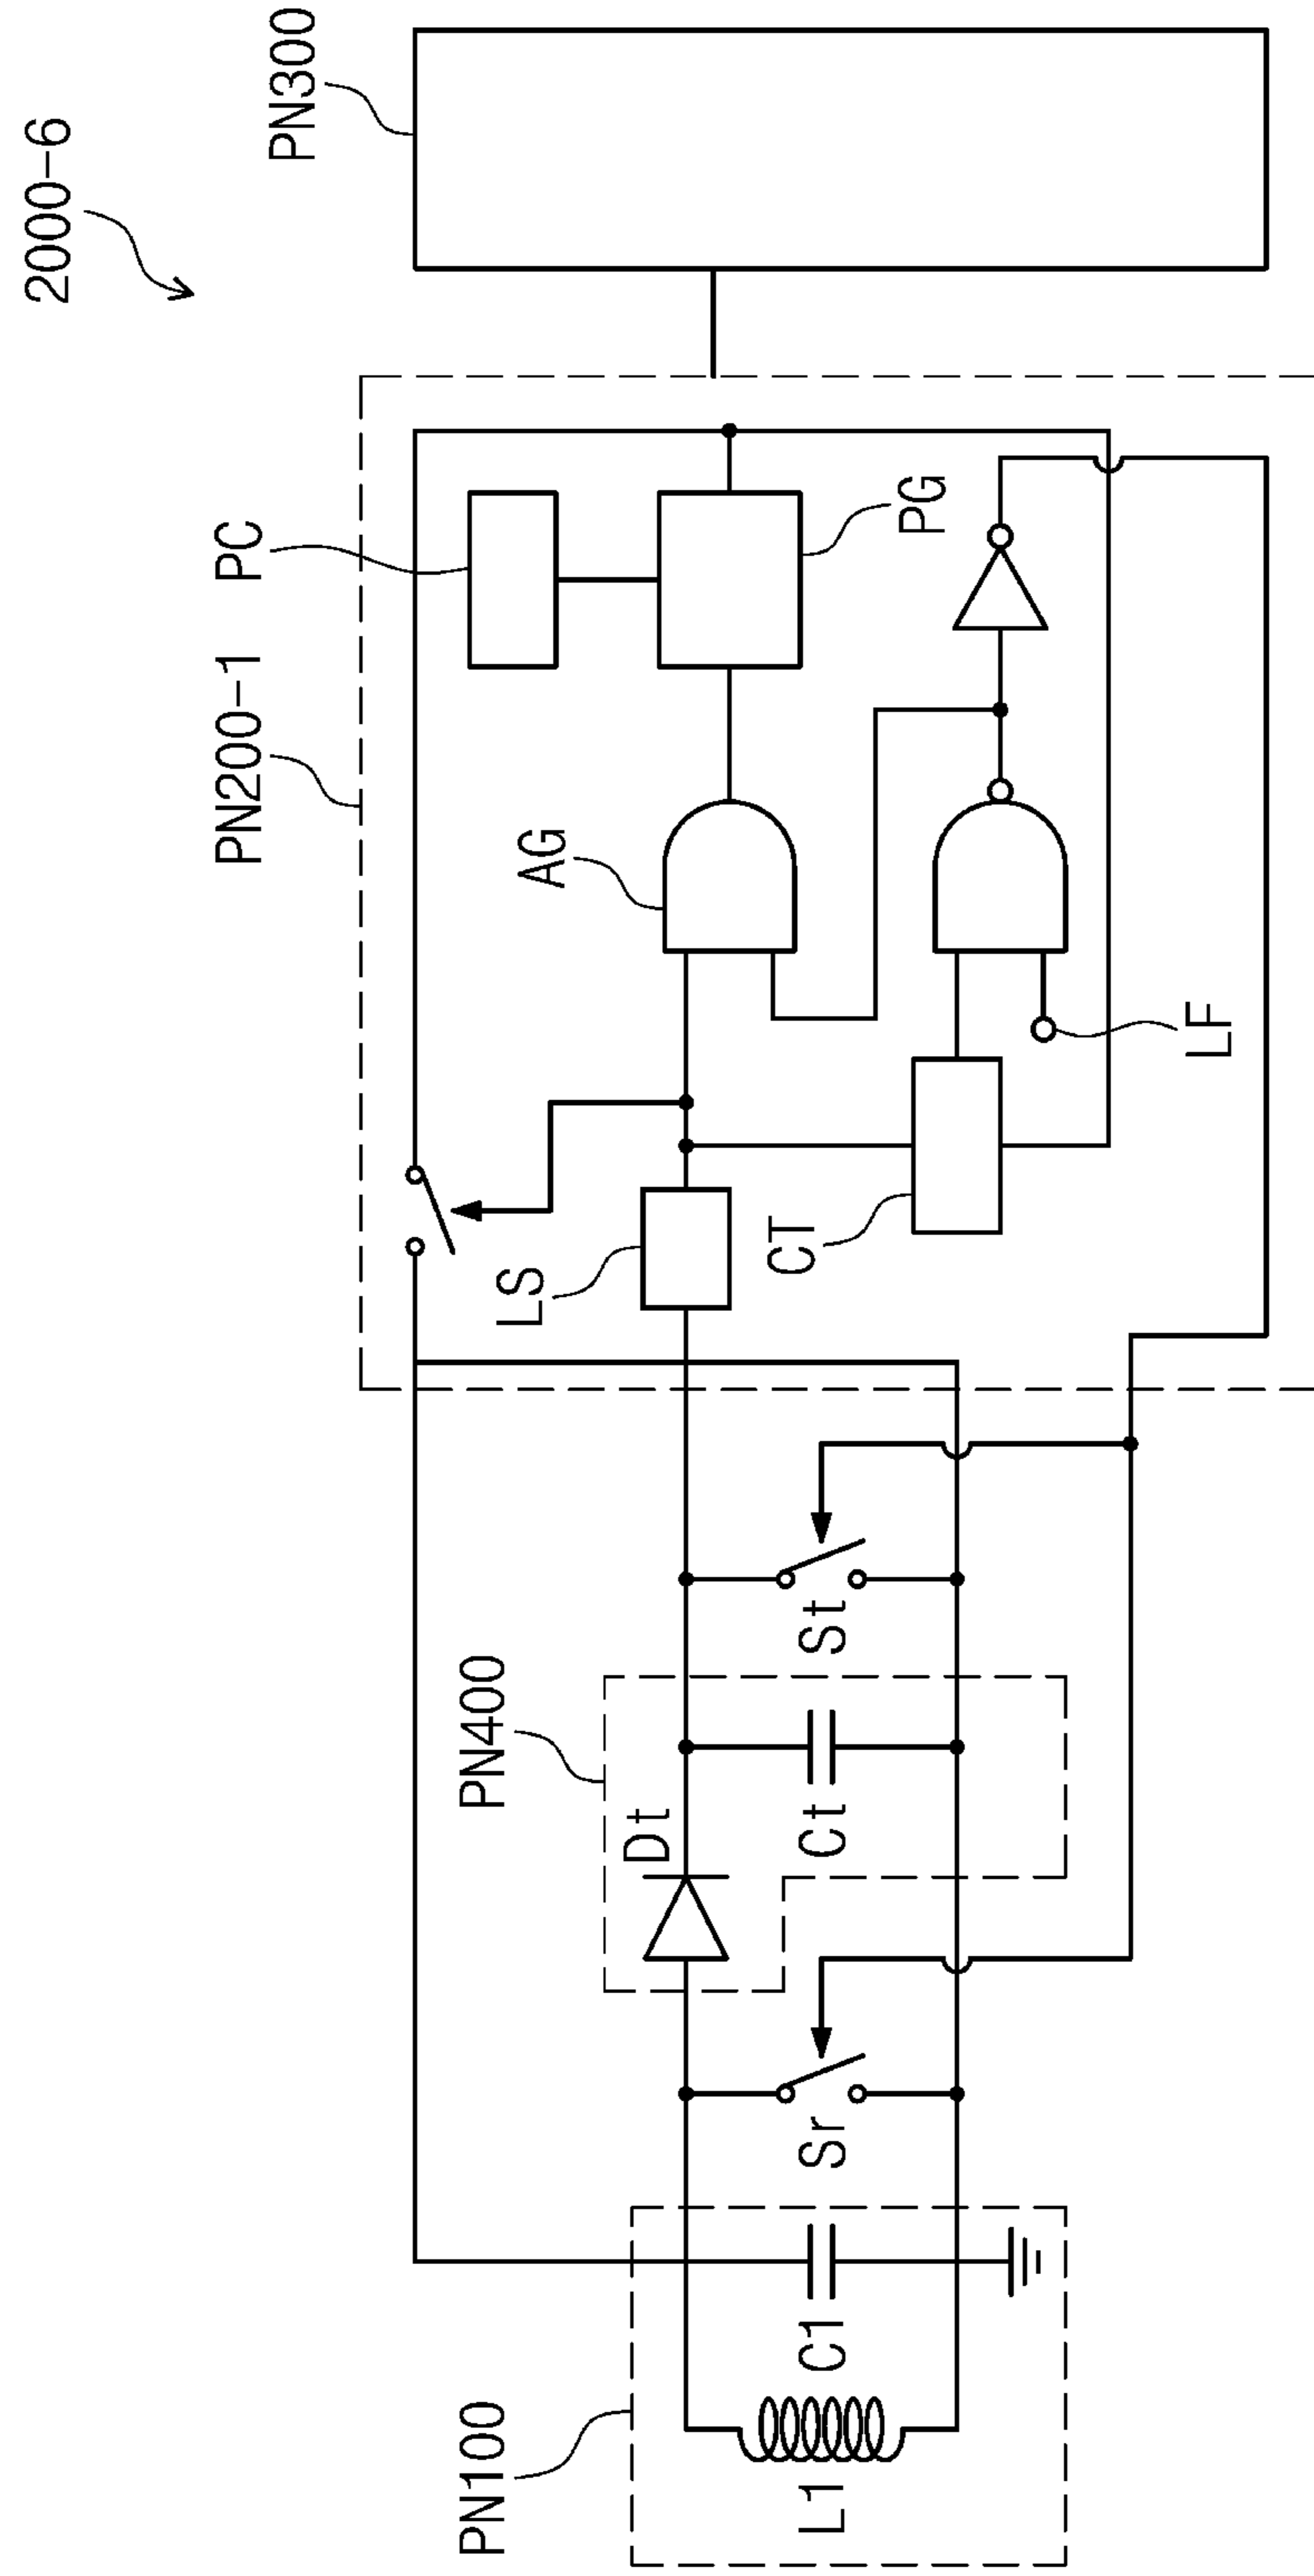 2000-6
PN300
PN200-1
PC
PG
AG
LF
LS
CT
PN400
Dt
St
Ct
Sr
PN100
C1
L1